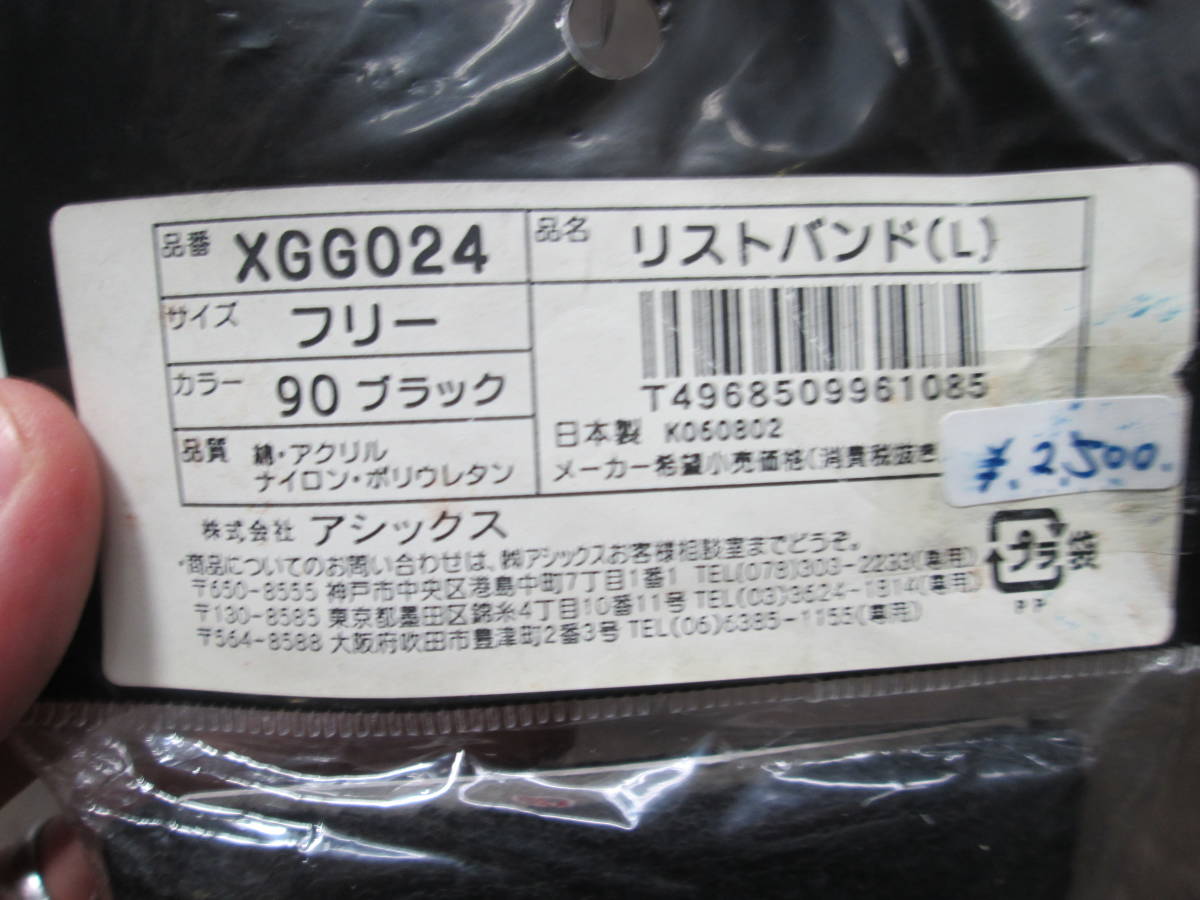 品番 XGG024
品名 リストバンド(L)
サイズ フリー
カラー 90 ブラック
品質 綿・アクリル
ナイロン・ポリウレタン
T4968509961085
日本製 K060802
メーカー希望小売価格(消費税抜き
¥2,500.
株式会社 アシックス
・商品についてのお問い合わせは、㈱アシックスお客様相談室までどうぞ。
〒650-8555 神戸市中央区港島中町7丁目1番1 TEL(078)303-2233(専用)
〒130-8585 東京都墨田区錦糸4丁目10番11号 TEL(03)3624-1814(専用)
〒564-8588 大阪府吹田市豊津町2番3号 TEL(06)6385-1155(専用)
プラ 袋
PP